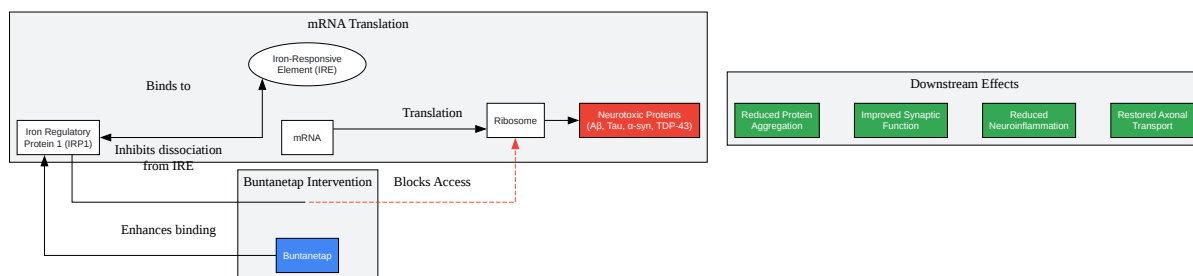 mRNA Translation
Iron-Responsive
Element (IRE)
Binds to
Translation
Iron Regulatory
Protein 1 (IRP1)
Inhibits dissociation
from IRE
mRNA
Ribosome
Neurotoxic Proteins
(Aβ, Tau, α-syn, TDP-43)
Buntanetap Intervention
Blocks Access
Enhances binding
Buntanetap
Downstream Effects
Reduced Protein
Aggregation
Improved Synaptic
Function
Reduced
Neuroinflammation
Restored Axonal
Transport